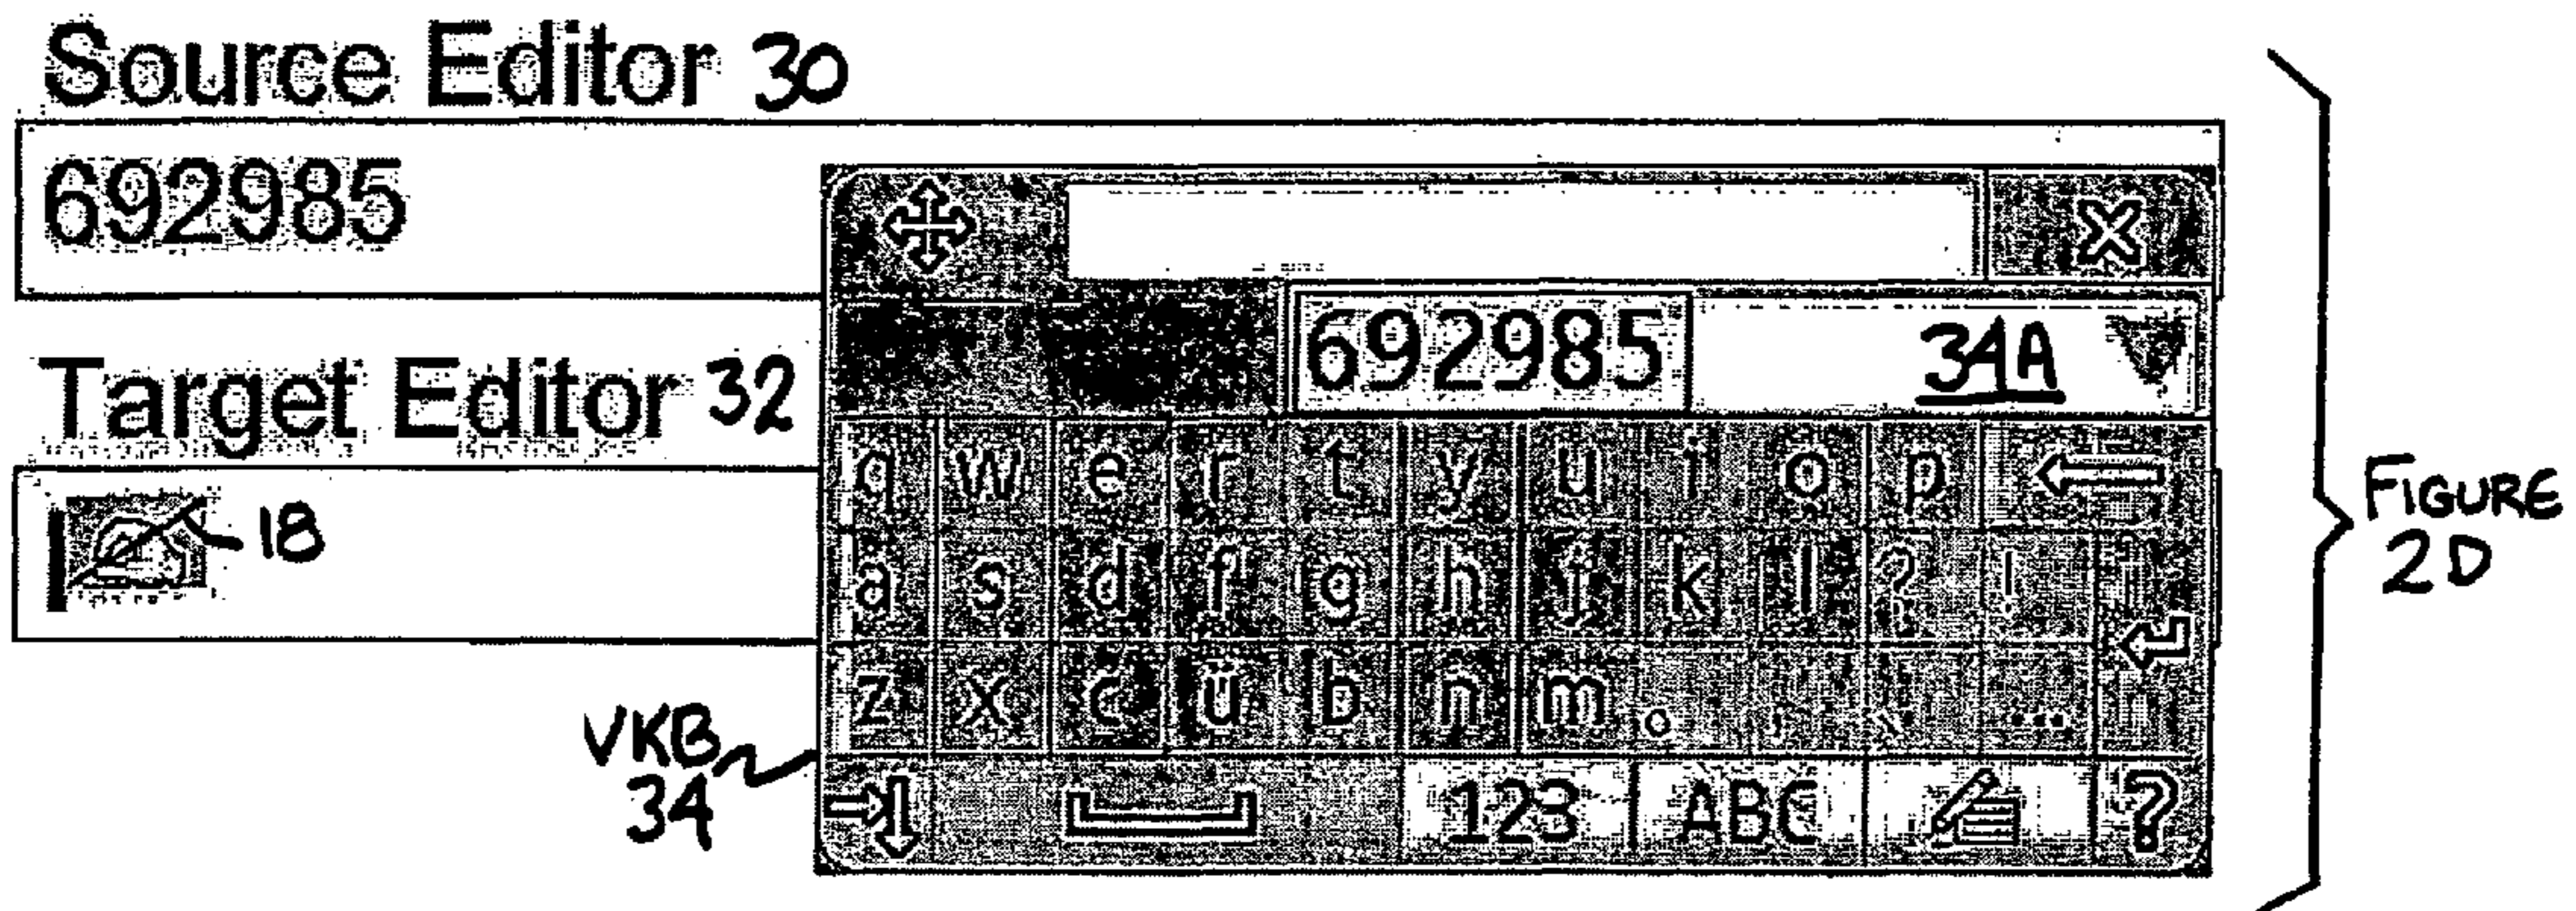 Source Editor 30
692985
692985 34A
Target Editor 32
18
q w e r t y u i o p
a s d f g h j k l ? !
z x c ü b n m 。 , 、 ...
123 ABC ?
VKB
34
FIGURE
2D